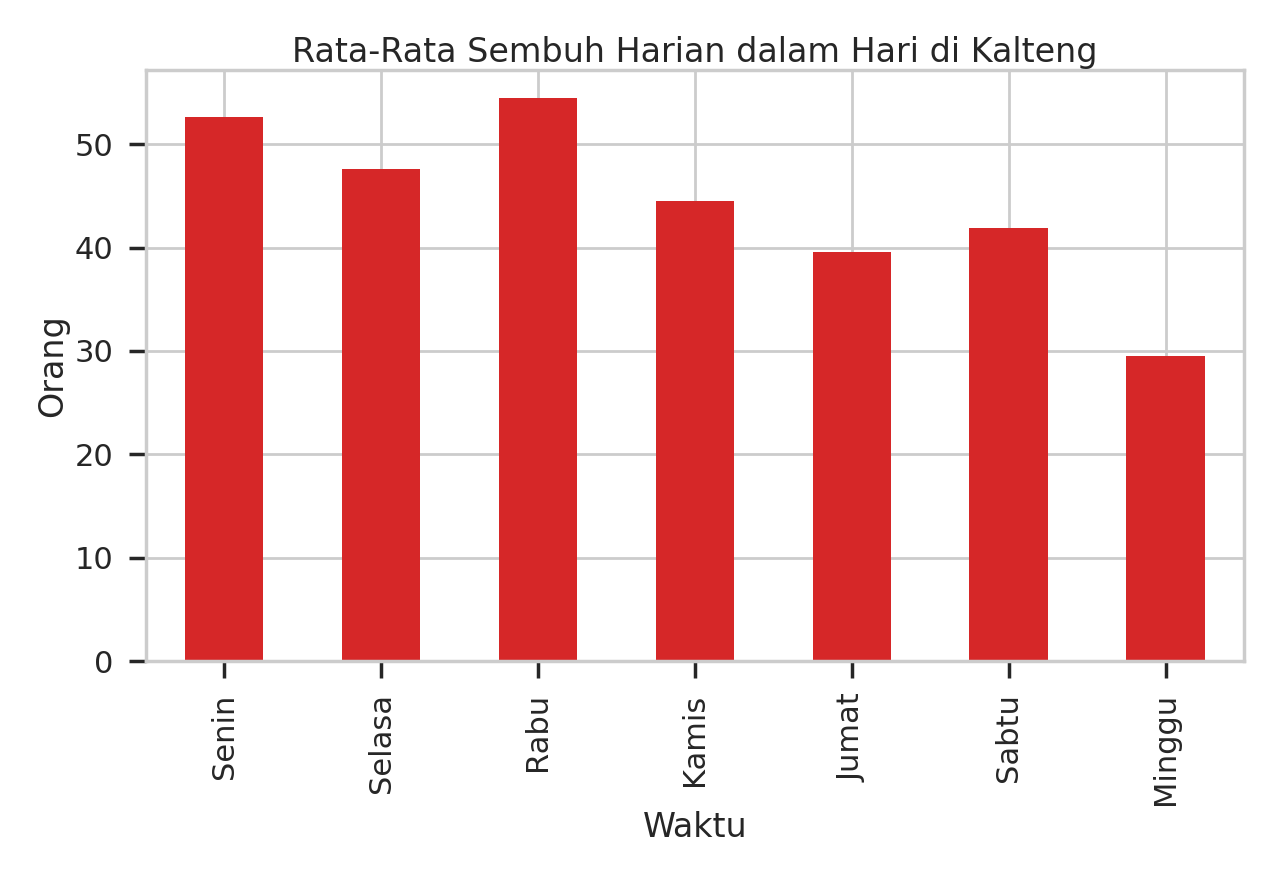 Rata-Rata Sembuh Harian dalam Hari di Kalteng
Orang
50
40
30
20
10
0
Senin
Selasa
Rabu
Kamis
Jumat
Sabtu
Minggu
Waktu